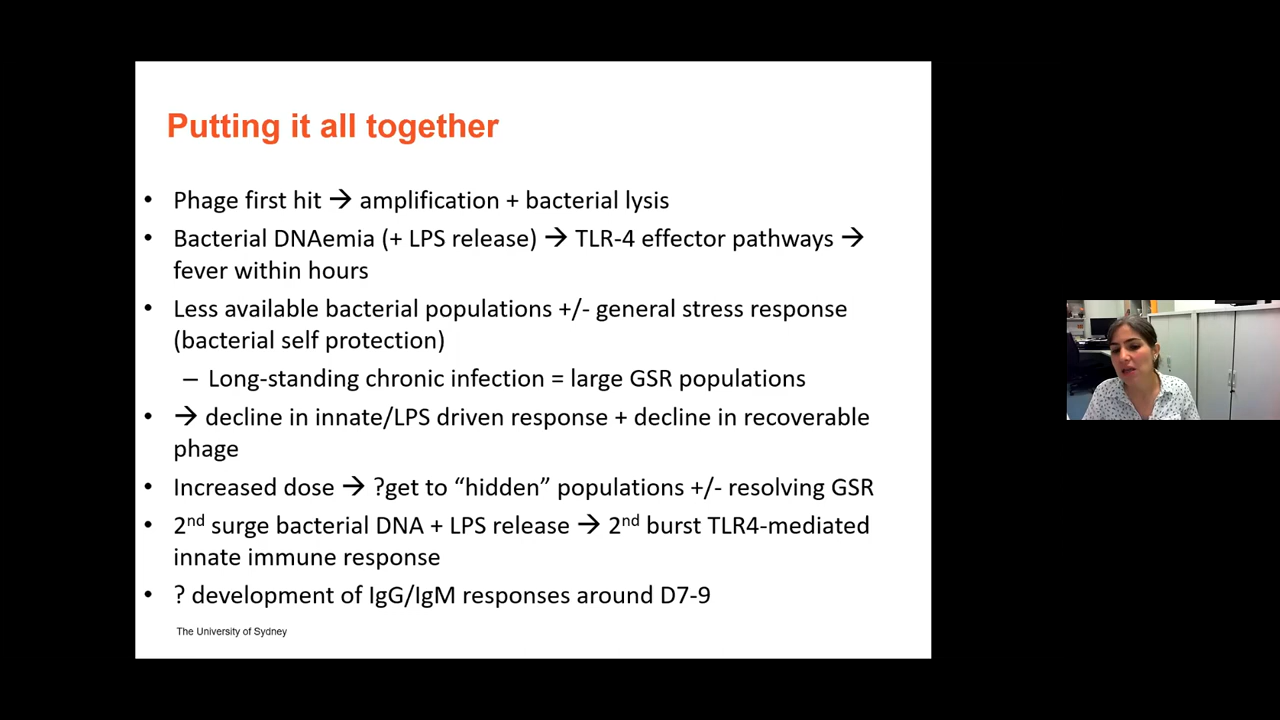 Putting it all together
• Phage first hit → amplification + bacterial lysis
• Bacterial DNAemia (+ LPS release) → TLR-4 effector pathways →
fever within hours
• Less available bacterial populations +/- general stress response
(bacterial self protection)
– Long-standing chronic infection = large GSR populations
• → decline in innate/LPS driven response + decline in recoverable
phage
• Increased dose → ?get to “hidden” populations +/- resolving GSR
• 2nd surge bacterial DNA + LPS release → 2nd burst TLR4-mediated
innate immune response
• ? development of IgG/IgM responses around D7-9
The University of Sydney